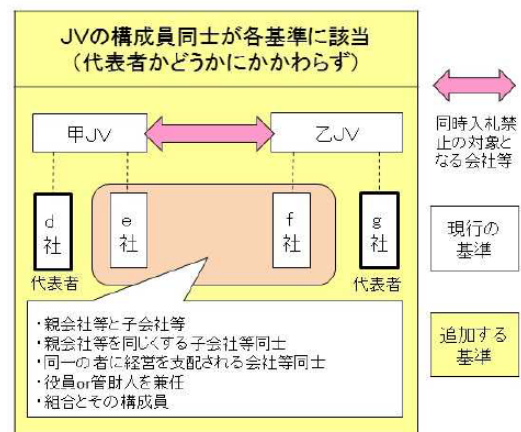 JVの構成員同士が各基準に該当
(代表者かどうかにかかわらず)
甲JV
乙JV
同時入札禁
止の対象と
なる会社等
d
社
e
社
f
社
g
社
代表者
代表者
現行の
基準
・親会社等と子会社等
・親会社等を同じくする子会社等同士
・同一の者に経営を支配される会社等同士
・役員or管財人を兼任
・組合とその構成員
追加する
基準